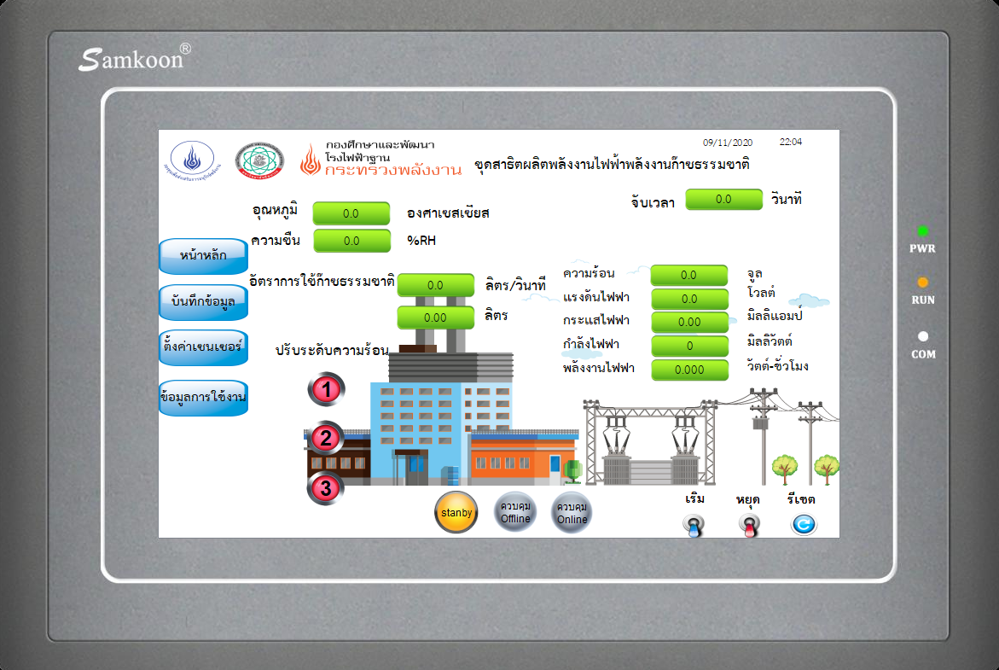 Samkoon®
09/11/2020 22:04
กองศึกษาและพัฒนา
โรงไฟฟ้าฐาน
กระทรวงพลังงาน
ชุดสาธิตผลิตพลังงานไฟฟ้าพลังงานก๊าซธรรมชาติ
จับเวลา 0.0 วินาที
อุณหภูมิ 0.0 องศาเซสเซียส
ความชืน 0.0 %RH
หน้าหลัก
บันทึกข้อมูล
ตั้งค่าเซนเซอร์
ข้อมูลการใช้งาน
อัตราการใช้ก๊าซธรรมชาติ 0.0 ลิตร/วินาที
0.00 ลิตร
ปรับระดับความร้อน
1
2
3
ความร้อน 0.0 จูล
แรงดันไฟฟ้า 0.0 โวลต์
กระแสไฟฟ้า 0.00 มิลลิแอมป์
กำลังไฟฟ้า 0 มิลลิวัตต์
พลังงานไฟฟ้า 0.000 วัตต์-ชั่วโมง
stanby
ควบคุม
Offline
ควบคุม
Online
เริ่ม หยุด รีเซต
PWR
RUN
COM